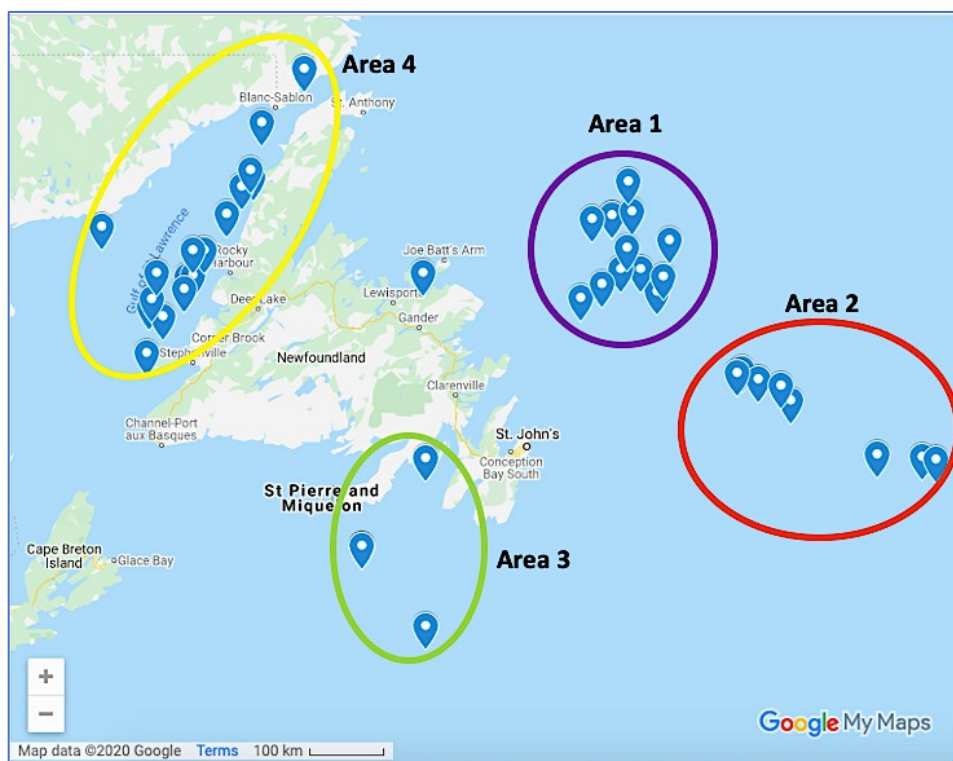 Area 4
Blanc-Sablon
St. Anthony
Area 1
Gulf of St Lawrence
Rocky
Harbour
Joe Batt's Arm
Lewisport
Deer Lake
Gander
Area 2
Corner Brook
Stephenville
Newfoundland
Clarenville
Channel-Port
aux Basques
St. John's
Conception
Bay South
St Pierre and
Miquelon
Cape Breton
Island
Glace Bay
Area 3
+
−
Google My Maps
Map data ©2020 Google Terms 100 km